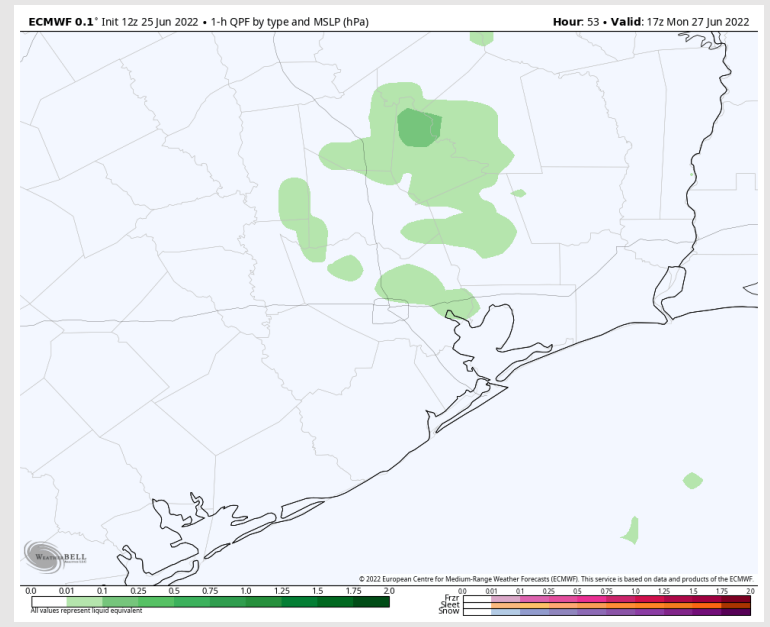 ECMWF 0.1° Init 12z 25 Jun 2022 • 1-h QPF by type and MSLP (hPa)
Hour: 53 • Valid: 17z Mon 27 Jun 2022
WEATHERBELL
© 2022 European Centre for Medium-Range Weather Forecasts (ECMWF). This service is based on data and products of the ECMWF.
0.0 0.01 0.1 0.25 0.5 0.75 1.0 1.25 1.5 1.75 2.0
All values represent liquid equivalent
0.0 0.01 0.1 0.25 0.5 0.75 1.0 1.25 1.5 1.75 2.0
Frzr
Sleet
Snow